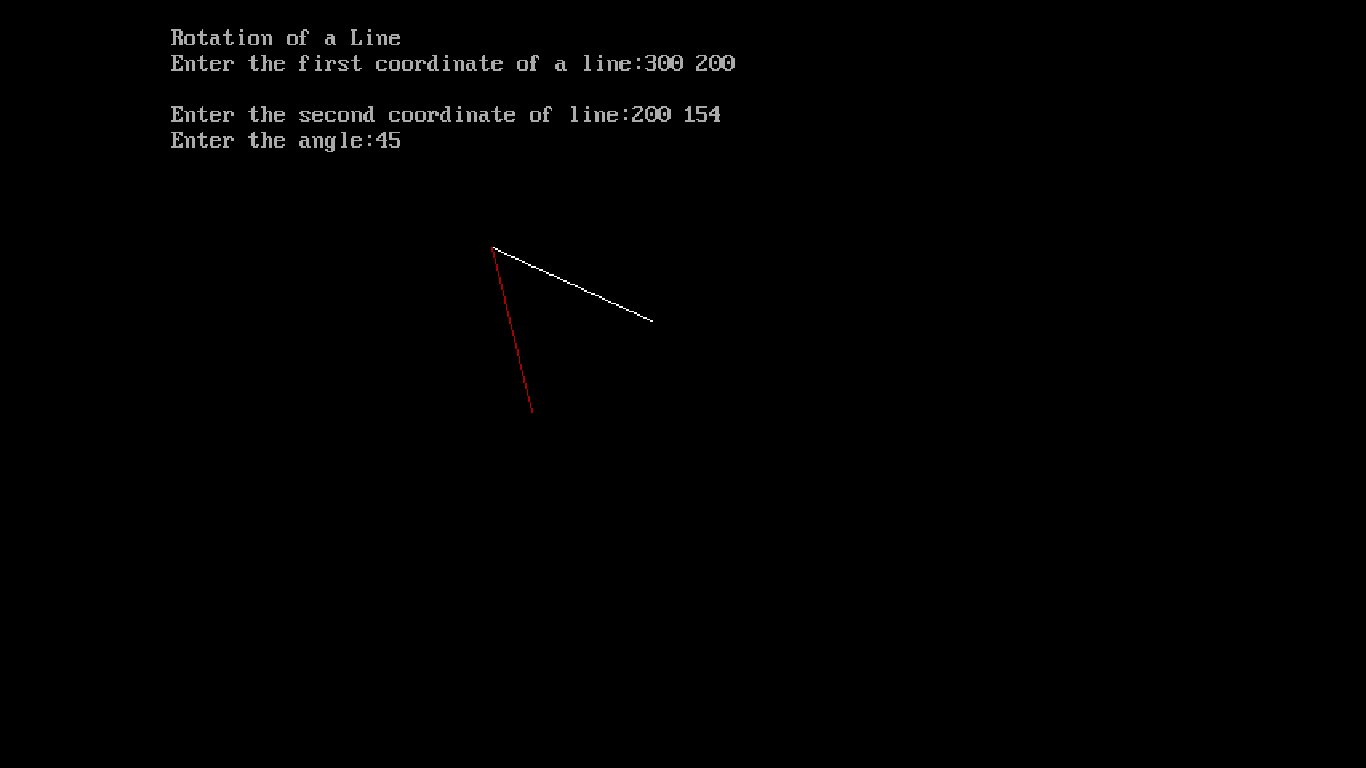 Rotation of a Line
Enter the first coordinate of a line:300 200
Enter the second coordinate of line:200 154
Enter the angle:45